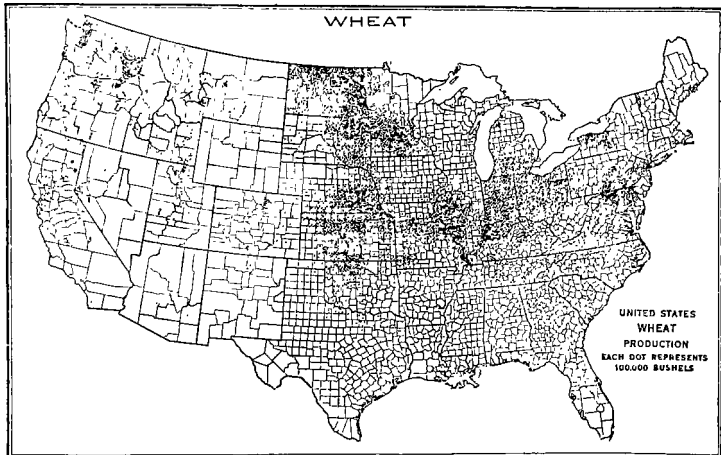 WHEAT
UNITED STATES
WHEAT
PRODUCTION
EACH DOT REPRESENTS
100,000 BUSHELS